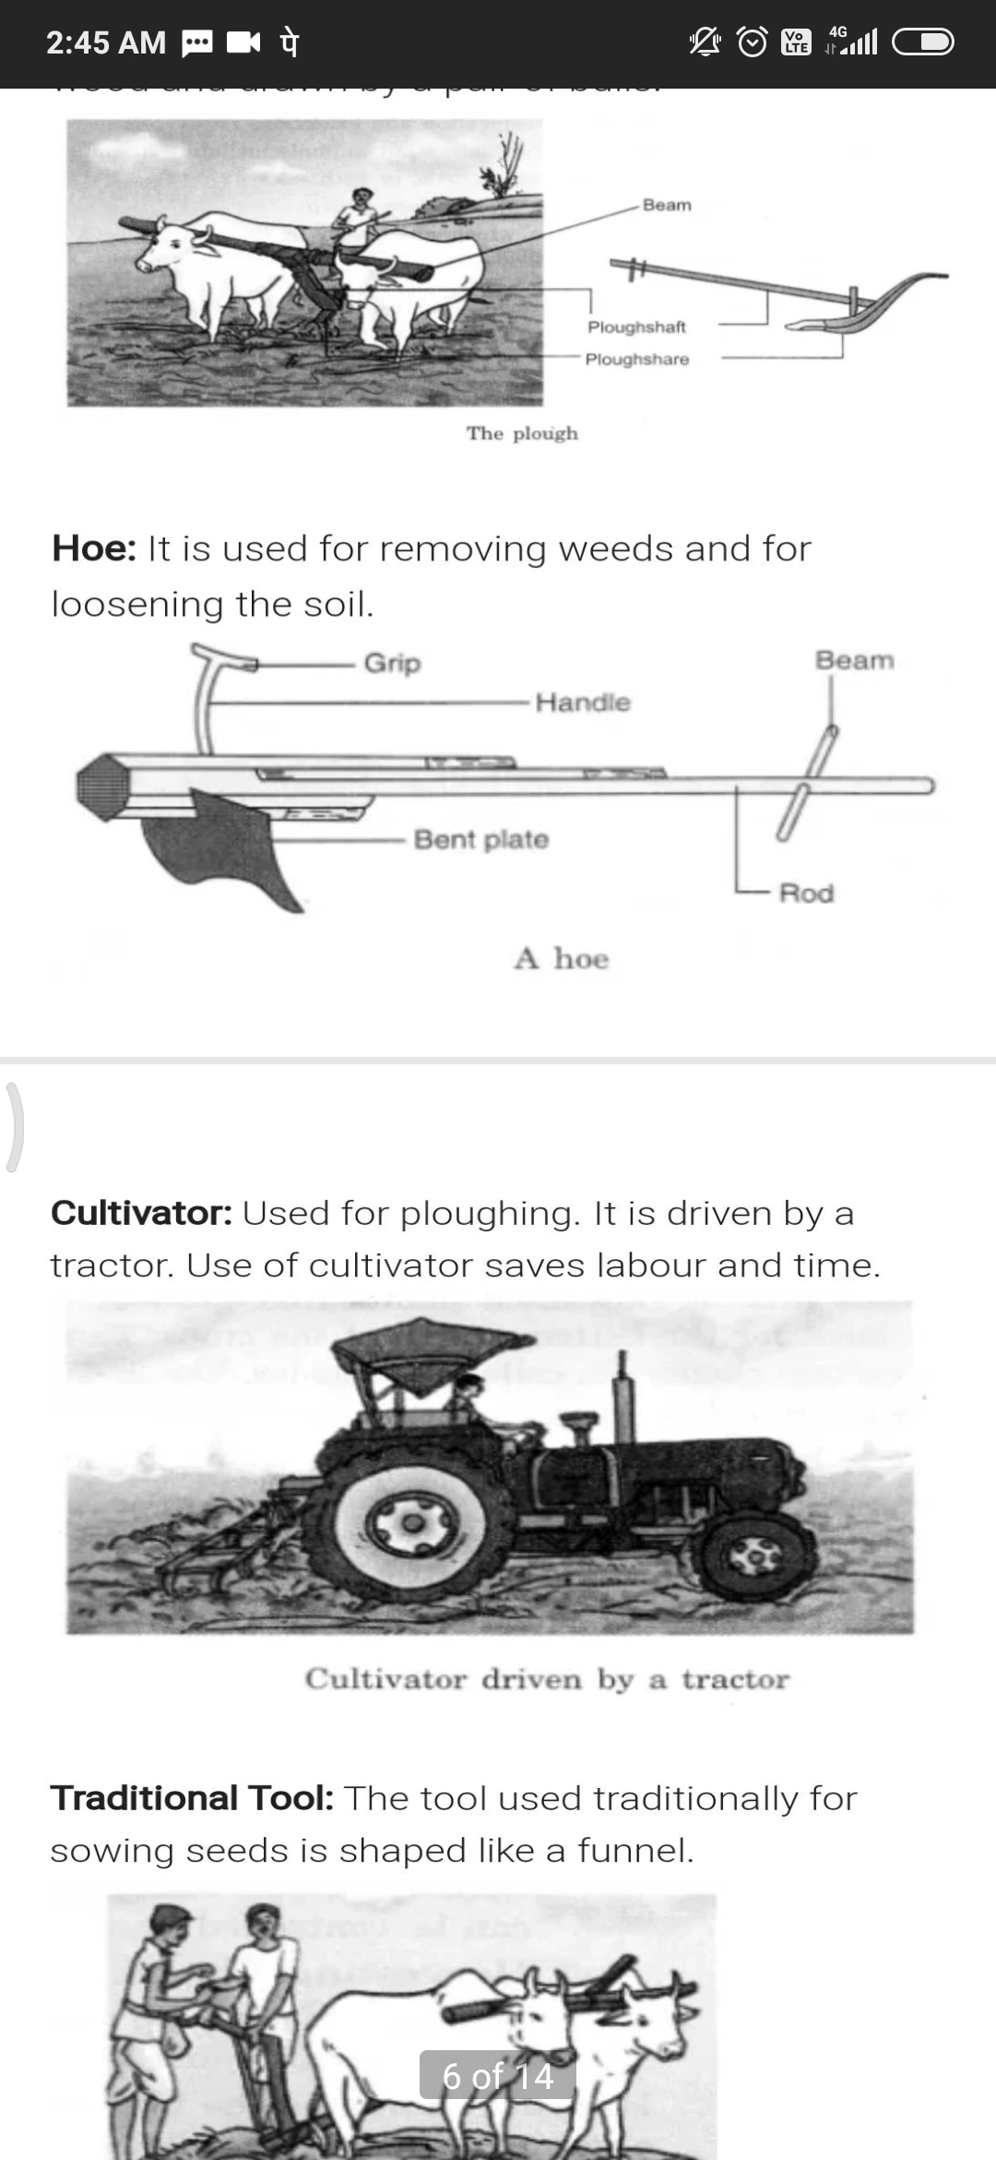 2:45 AM पे Vo LTE 4G
Beam
Ploughshaft
Ploughshare
The plough
Hoe: It is used for removing weeds and for
loosening the soil.
Grip
Beam
Handle
Bent plate
Rod
A hoe
Cultivator: Used for ploughing. It is driven by a
tractor. Use of cultivator saves labour and time.
Cultivator driven by a tractor
Traditional Tool: The tool used traditionally for
sowing seeds is shaped like a funnel.
6 of 14